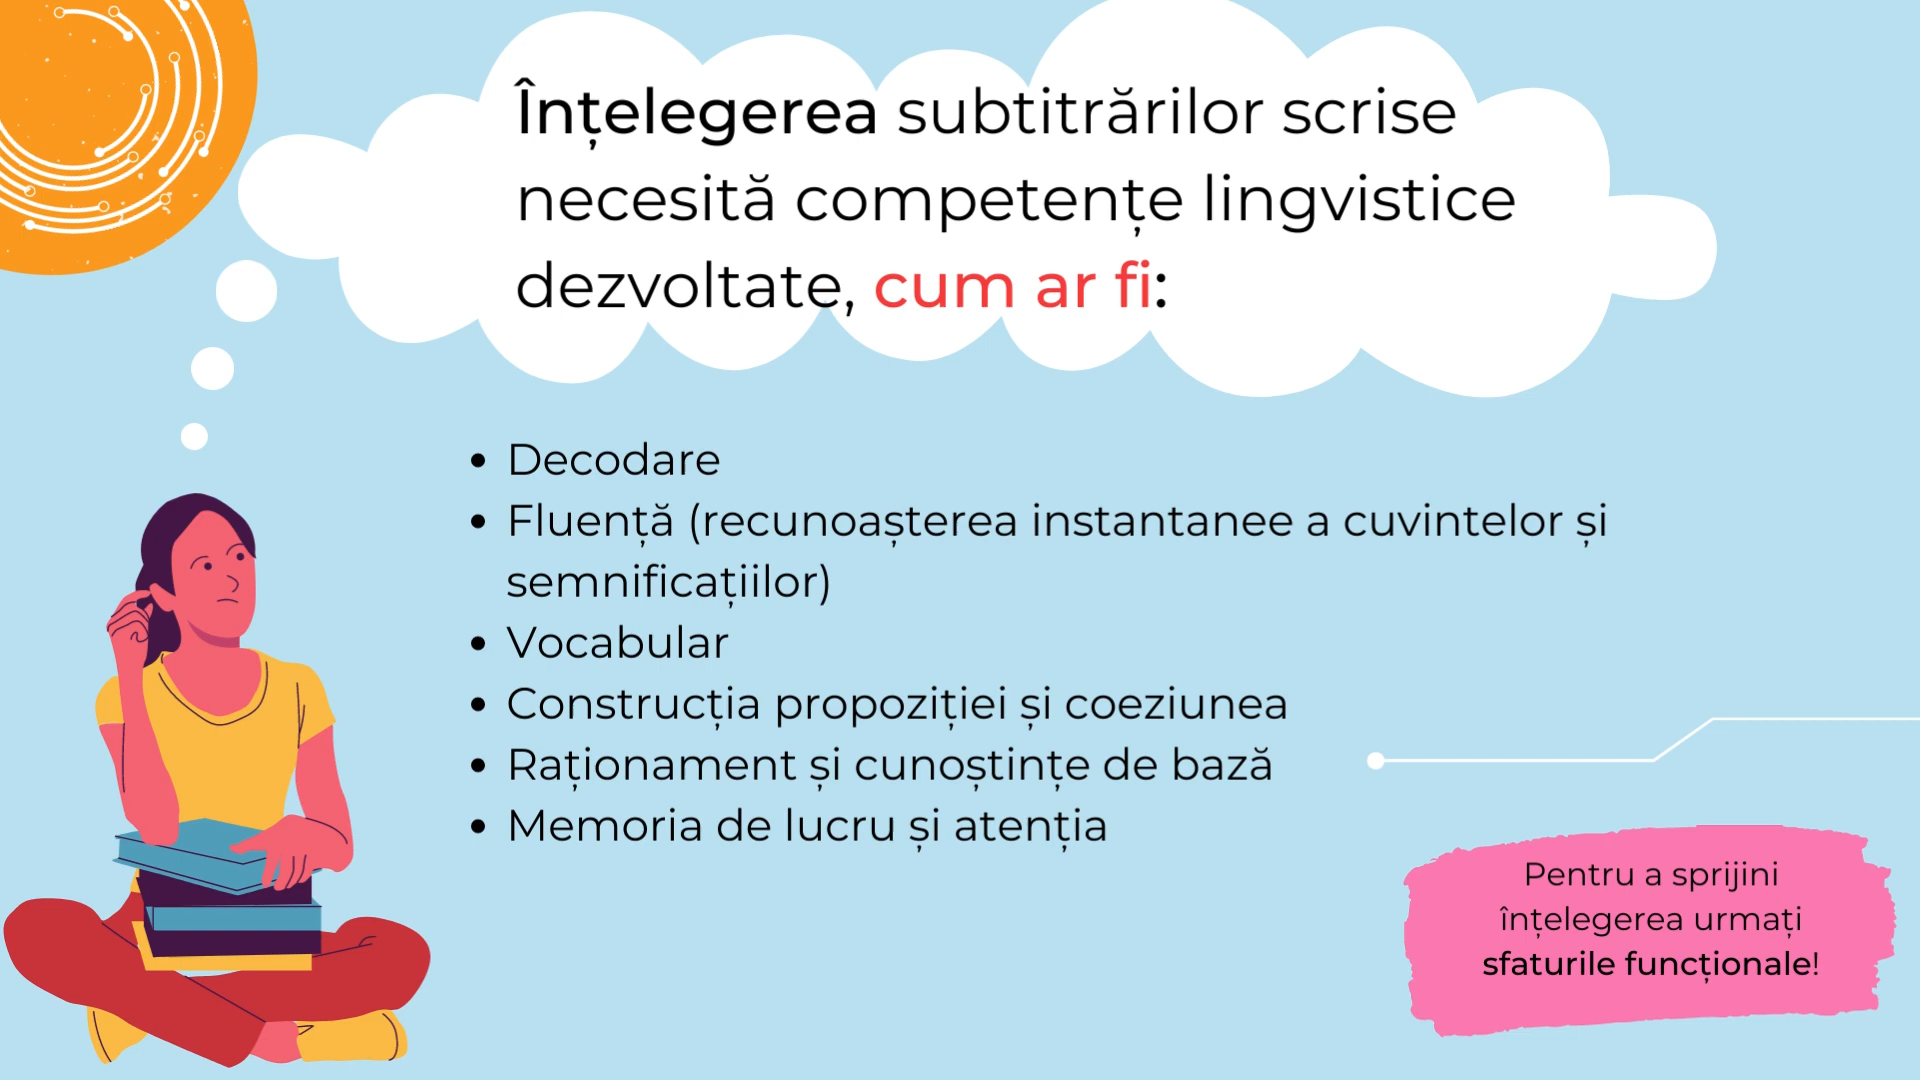 Înțelegerea subtitrărilor scrise
necesită competențe lingvistice
dezvoltate, cum ar fi:
• Decodare
• Fluență (recunoașterea instantanee a cuvintelor și
semnificațiilor)
• Vocabular
• Construcția propoziției și coeziunea
• Raționament și cunoștințe de bază
• Memoria de lucru și atenția
Pentru a sprijini
înțelegerea urmați
sfaturile funcționale!